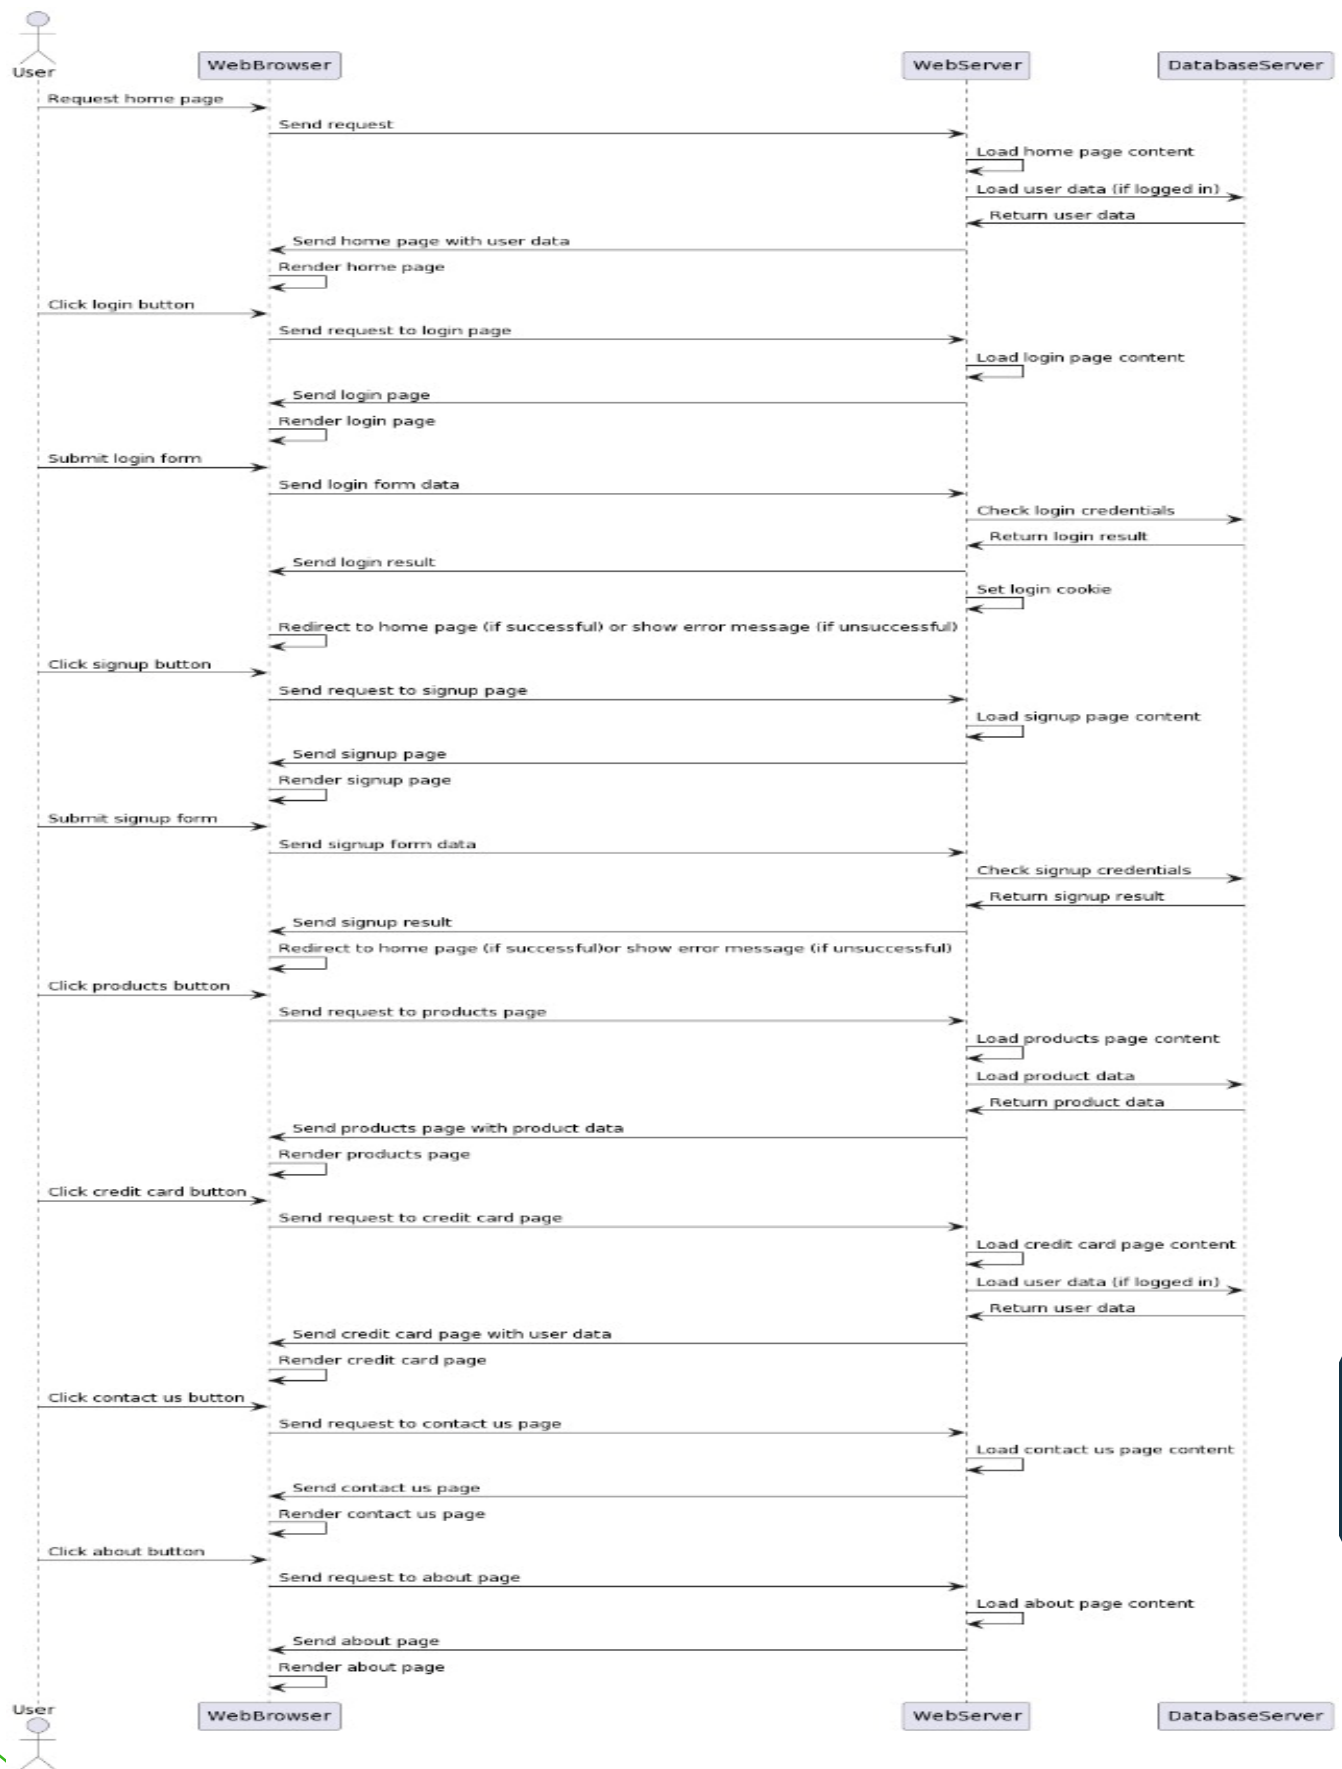 User
WebBrowser
WebServer
DatabaseServer
Request home page
Send request
Load home page content
Load user data (if logged in)
Return user data
Send home page with user data
Render home page
Click login button
Send request to login page
Load login page content
Send login page
Render login page
Submit login form
Send login form data
Check login credentials
Return login result
Send login result
Set login cookie
Redirect to home page (if successful) or show error message (if unsuccessful)
Click signup button
Send request to signup page
Load signup page content
Send signup page
Render signup page
Submit signup form
Send signup form data
Check signup credentials
Return signup result
Send signup result
Redirect to home page (if successful)or show error message (if unsuccessful)
Click products button
Send request to products page
Load products page content
Load product data
Return product data
Send products page with product data
Render products page
Click credit card button
Send request to credit card page
Load credit card page content
Load user data (if logged in)
Return user data
Send credit card page with user data
Render credit card page
Click contact us button
Send request to contact us page
Load contact us page content
Send contact us page
Render contact us page
Click about button
Send request to about page
Load about page content
Send about page
Render about page
User
WebBrowser
WebServer
DatabaseServer